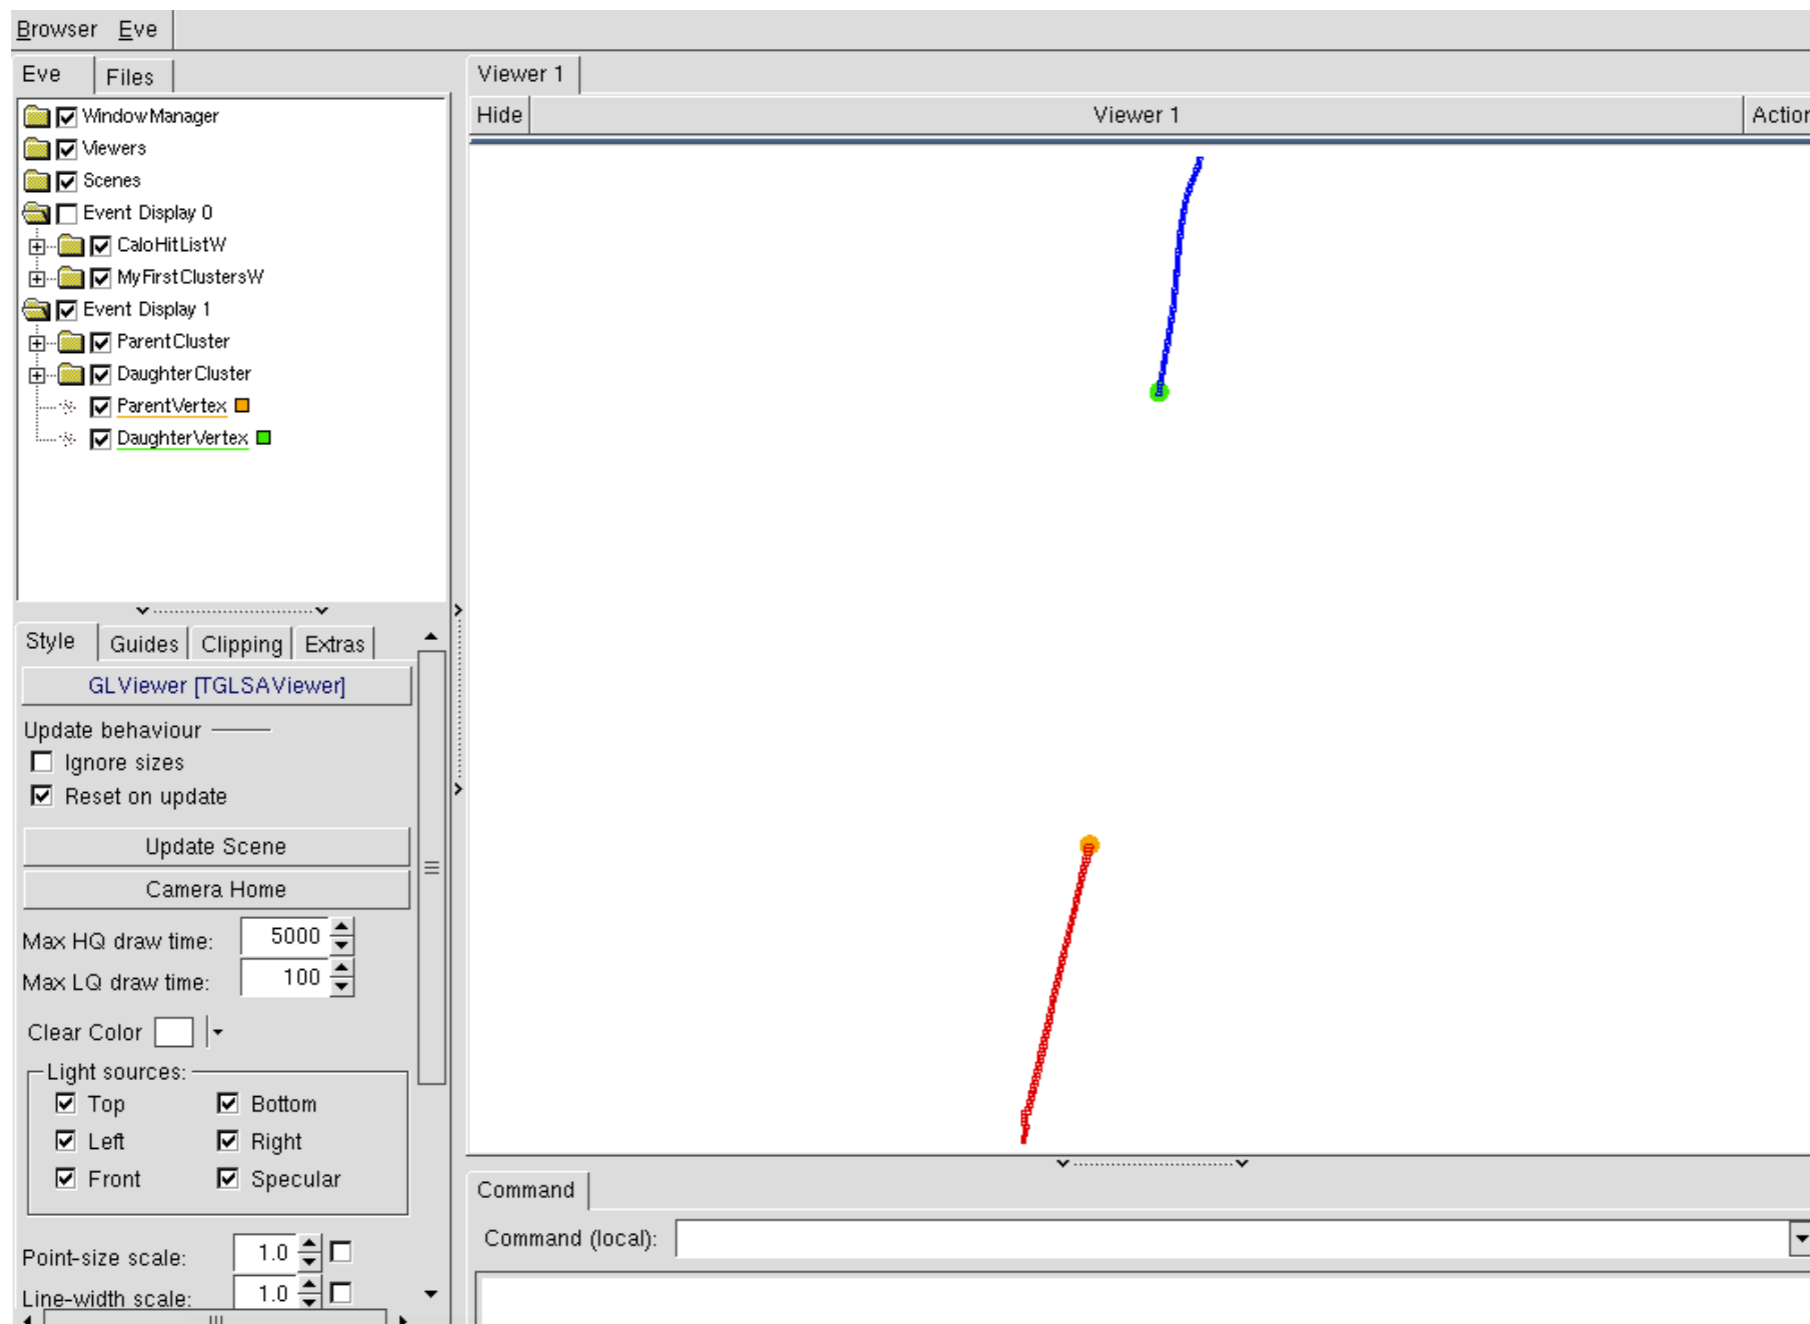 Browser Eve
Eve Files
WindowManager
Viewers
Scenes
Event Display 0
CaloHitListW
MyFirstClustersW
Event Display 1
ParentCluster
DaughterCluster
ParentVertex
DaughterVertex
Style Guides Clipping Extras
GLViewer [TGLSAViewer]
Update behaviour
Ignore sizes
Reset on update
Update Scene
Camera Home
Max HQ draw time: 5000
Max LQ draw time: 100
Clear Color
Light sources:
Top Bottom
Left Right
Front Specular
Point-size scale: 1.0
Line-width scale: 1.0
Viewer 1
Hide Viewer 1 Action
Command
Command (local):